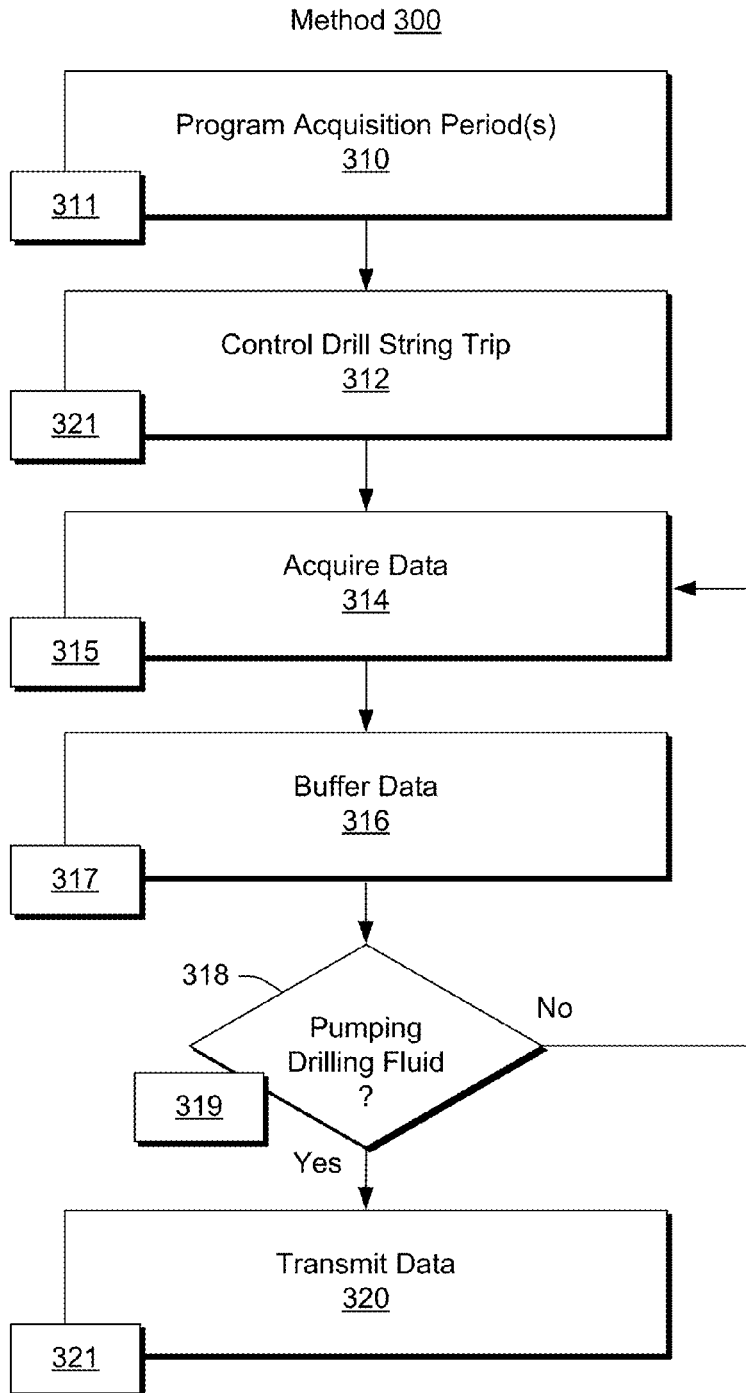 Method 300
Program Acquisition Period(s)
310
311
Control Drill String Trip
312
321
Acquire Data
314
315
Buffer Data
316
317
318
Pumping
Drilling Fluid
?
No
319
Yes
Transmit Data
320
321